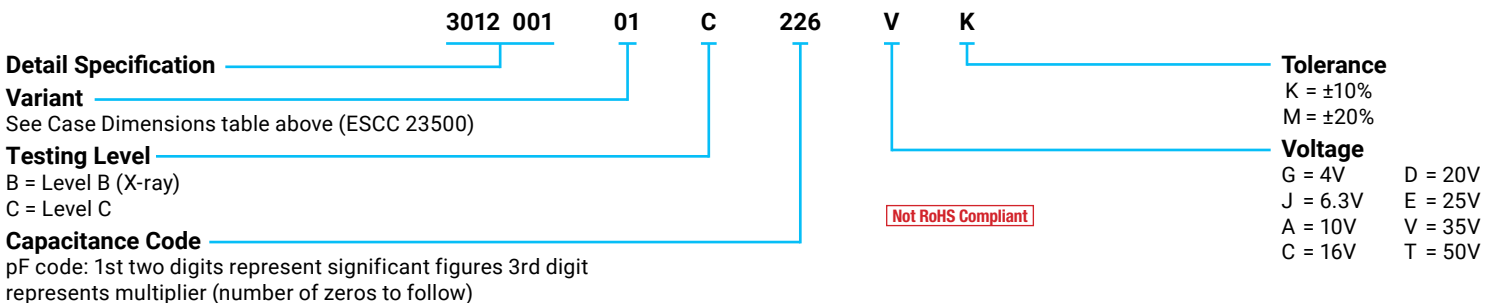 3012 001 01 C 226 V K
Detail Specification
Variant
See Case Dimensions table above (ESCC 23500)
Testing Level
B = Level B (X-ray)
C = Level C
Capacitance Code
pF code: 1st two digits represent significant figures 3rd digit
represents multiplier (number of zeros to follow)
Not RoHS Compliant
Tolerance
K = ±10%
M = ±20%
Voltage
G = 4V D = 20V
J = 6.3V E = 25V
A = 10V V = 35V
C = 16V T = 50V